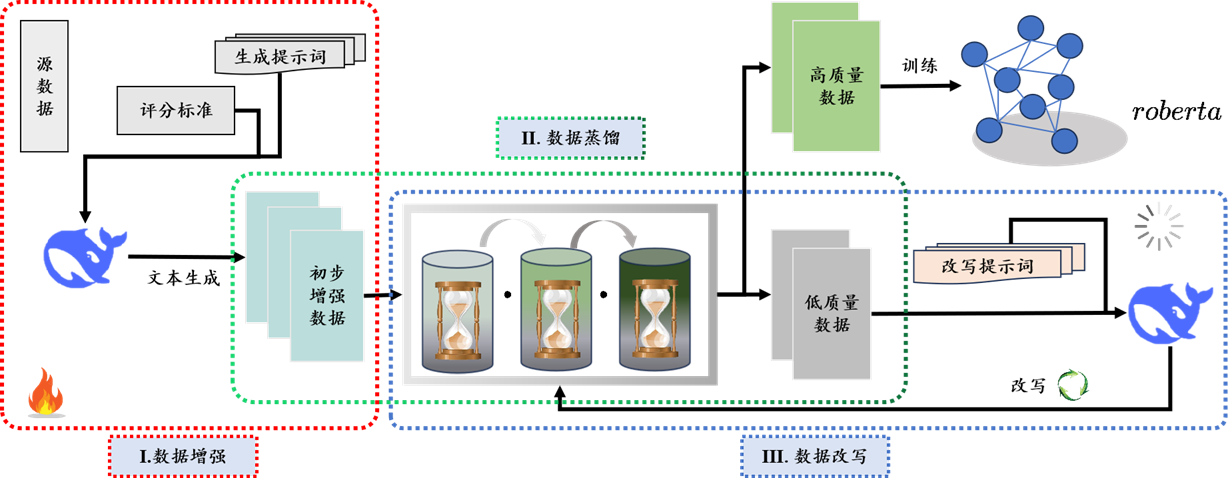 源
数
据
生成提示词
评分标准
文本生成
初步
增强
数据
I.数据增强
II. 数据蒸馏
高质量
数据
训练
roberta
低质量
数据
改写提示词
改写
III. 数据改写